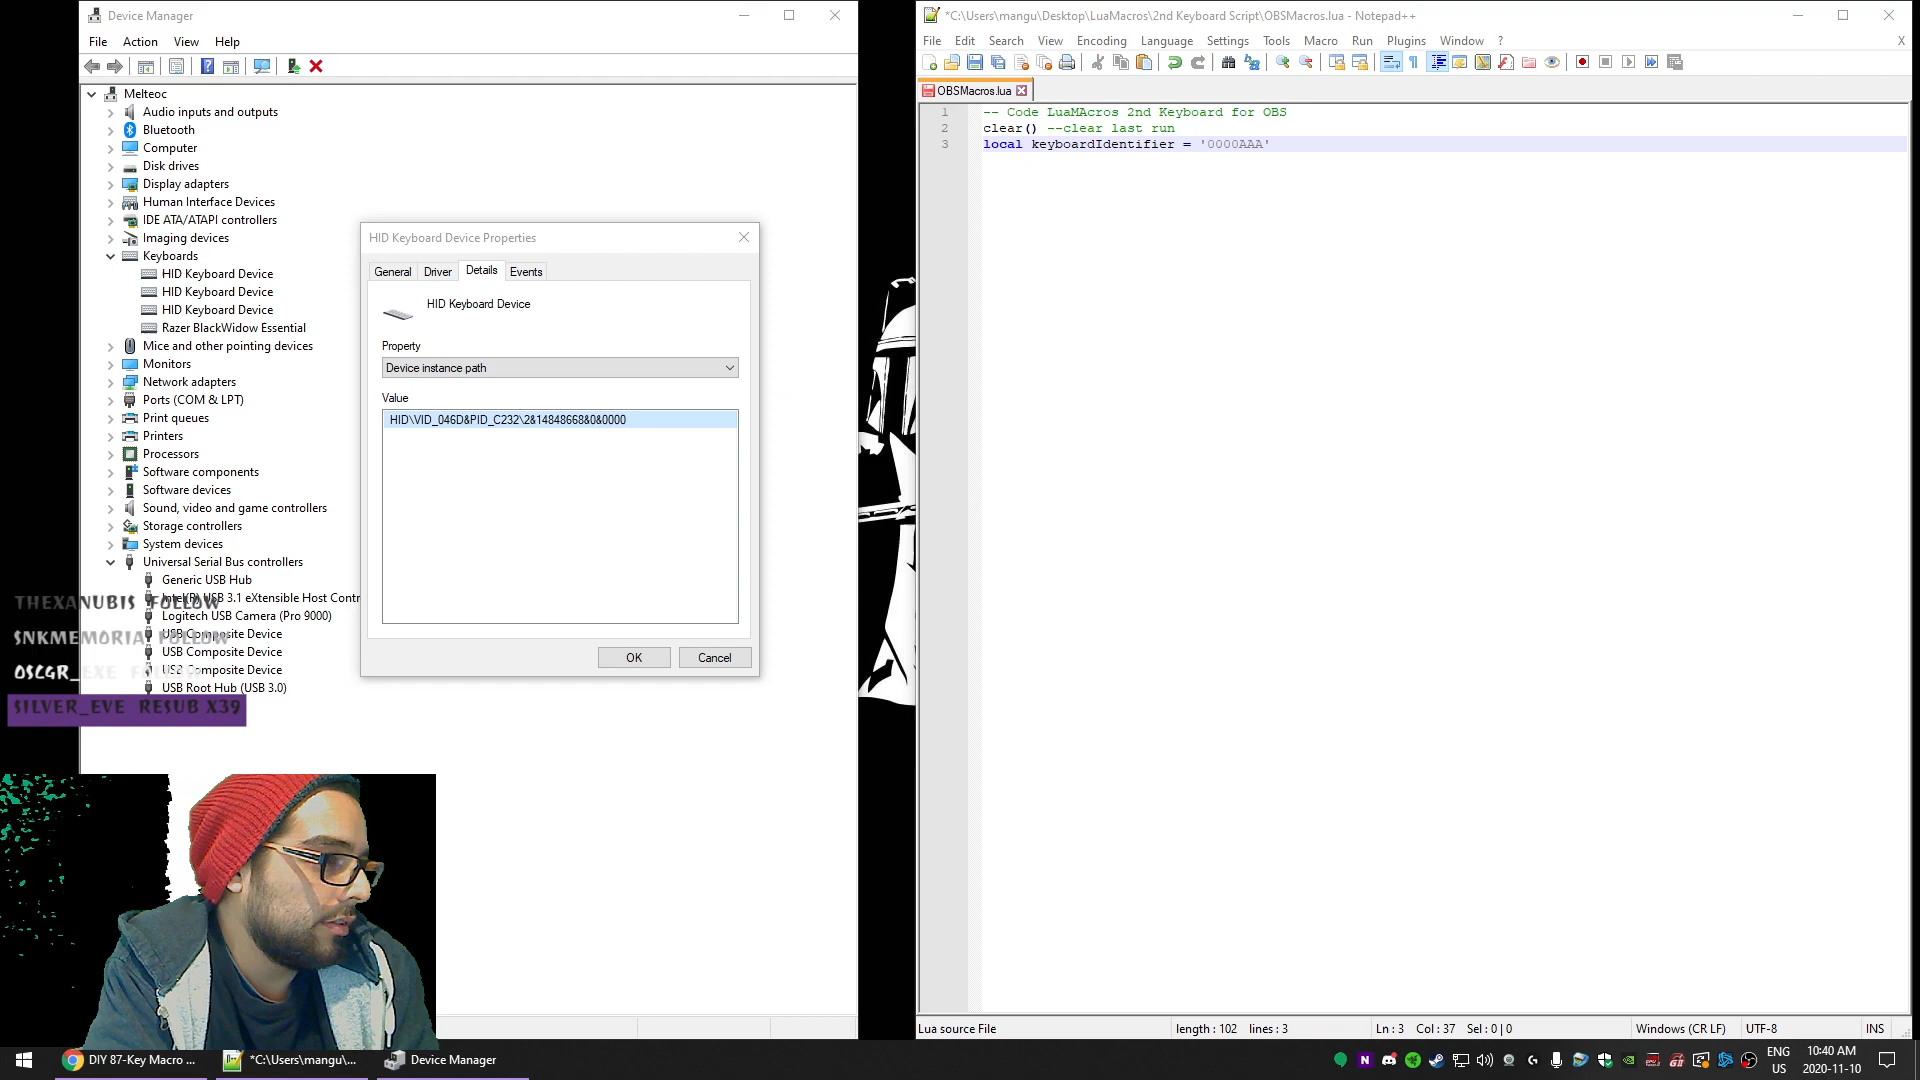 Device Manager
File Action View Help
Melteoc
Audio inputs and outputs
Bluetooth
Computer
Disk drives
Display adapters
Human Interface Devices
IDE ATA/ATAPI controllers
Imaging devices
Keyboards
HID Keyboard Device
HID Keyboard Device
HID Keyboard Device
Razer BlackWidow Essential
Mice and other pointing devices
Monitors
Network adapters
Ports (COM & LPT)
Print queues
Printers
Processors
Software components
Software devices
Sound, video and game controllers
Storage controllers
System devices
Universal Serial Bus controllers
Generic USB Hub
Intel(R) USB 3.1 eXtensible Host Contr
Logitech USB Camera (Pro 9000)
USB Composite Device
USB Composite Device
USB Composite Device
USB Root Hub (USB 3.0)
THEXANUBIS FOLLOW
SNKMEMORIA FOLLOW
OSCGR_EXE FOLLOW
SILVER_EVE RESUB X39
HID Keyboard Device Properties
General Driver Details Events
HID Keyboard Device
Property
Device instance path
Value
HID\VID_046D&PID_C232\2&14848668&0&0000
OK Cancel
*C:\Users\mangu\Desktop\LuaMacros\2nd Keyboard Script\OBSMacros.lua - Notepad++
File Edit Search View Encoding Language Settings Tools Macro Run Plugins Window ? X
OBSMacros.lua
1 -- Code LuaMAcros 2nd Keyboard for OBS
2 clear() --clear last run
3 local keyboardIdentifier = '0000AAA'
Lua source File length : 102 lines : 3 Ln : 3 Col : 37 Sel : 0 | 0 Windows (CR LF) UTF-8 INS
DIY 87-Key Macro ... *C:\Users\mangu\... Device Manager
ENG
US
10:40 AM
2020-11-10